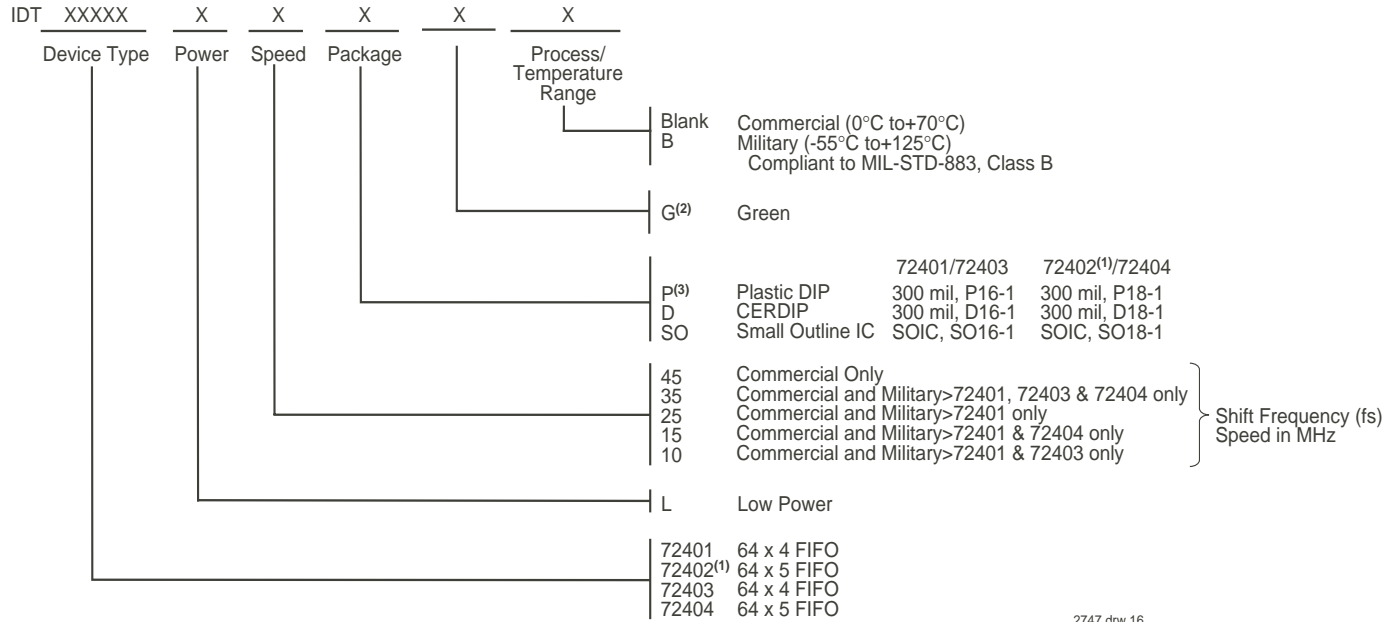 IDT XXXXX X X X X X
Device Type Power Speed Package Process/
Temperature
Range
Blank Commercial (0°C to+70°C)
B Military (-55°C to+125°C)
Compliant to MIL-STD-883, Class B
G(2) Green
72401/72403 72402(1)/72404
P(3) Plastic DIP 300 mil, P16-1 300 mil, P18-1
D CERDIP 300 mil, D16-1 300 mil, D18-1
SO Small Outline IC SOIC, SO16-1 SOIC, SO18-1
45 Commercial Only
35 Commercial and Military>72401, 72403 & 72404 only
25 Commercial and Military>72401 only
15 Commercial and Military>72401 & 72404 only
10 Commercial and Military>72401 & 72403 only
Shift Frequency (fs)
Speed in MHz
L Low Power
72401 64 x 4 FIFO
72402(1) 64 x 5 FIFO
72403 64 x 4 FIFO
72404 64 x 5 FIFO
2747 drw 16